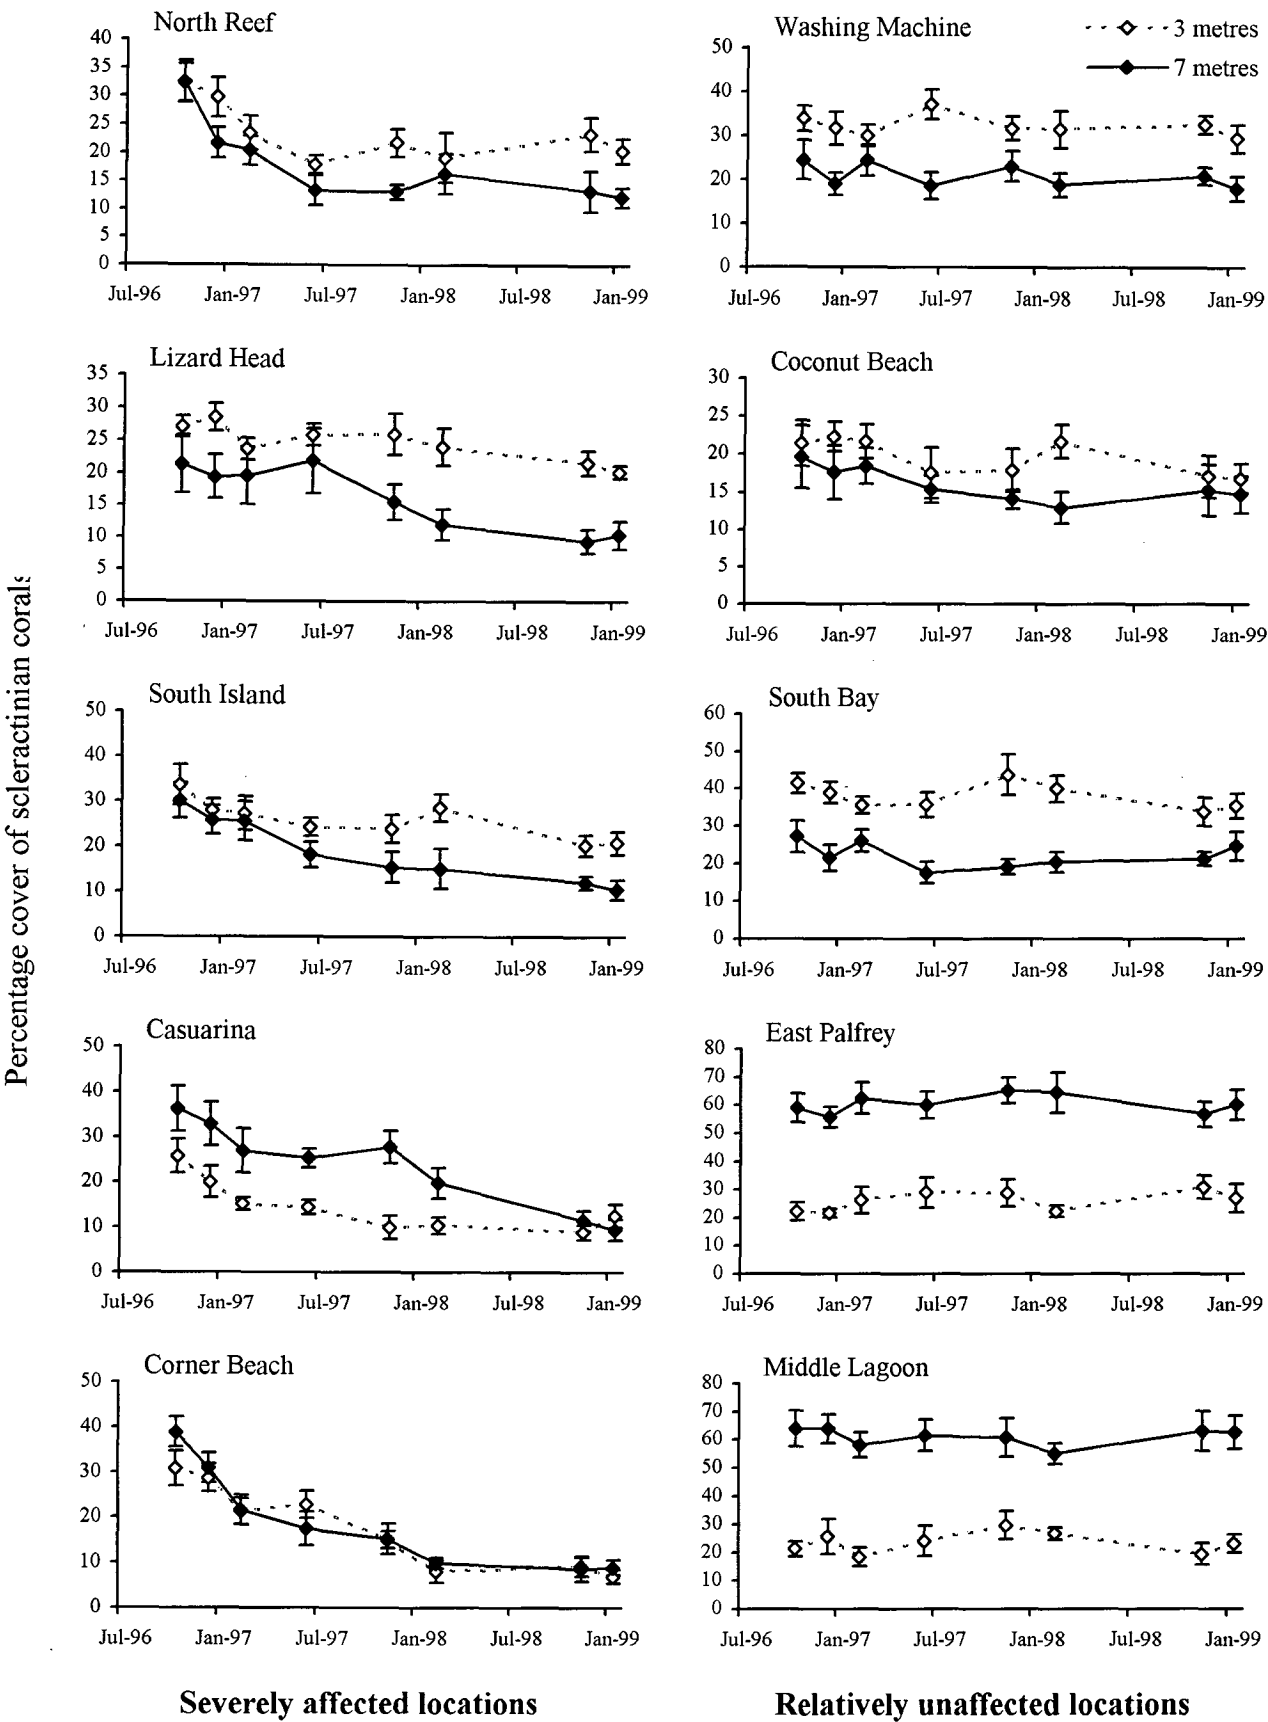 North Reef
40
35
30
25
20
15
10
5
0
Jul-96 Jan-97 Jul-97 Jan-98 Jul-98 Jan-99
Washing Machine
3 metres
7 metres
50
40
30
20
10
0
Jul-96 Jan-97 Jul-97 Jan-98 Jul-98 Jan-99
Lizard Head
35
30
25
20
15
10
5
0
Jul-96 Jan-97 Jul-97 Jan-98 Jul-98 Jan-99
Coconut Beach
30
25
20
15
10
5
0
Jul-96 Jan-97 Jul-97 Jan-98 Jul-98 Jan-99
Percentage cover of scleractinian corals
South Island
50
40
30
20
10
0
Jul-96 Jan-97 Jul-97 Jan-98 Jul-98 Jan-99
South Bay
60
50
40
30
20
10
0
Jul-96 Jan-97 Jul-97 Jan-98 Jul-98 Jan-99
Casuarina
50
40
30
20
10
0
Jul-96 Jan-97 Jul-97 Jan-98 Jul-98 Jan-99
East Palfrey
80
70
60
50
40
30
20
10
0
Jul-96 Jan-97 Jul-97 Jan-98 Jul-98 Jan-99
Corner Beach
50
40
30
20
10
0
Jul-96 Jan-97 Jul-97 Jan-98 Jul-98 Jan-99
Middle Lagoon
80
70
60
50
40
30
20
10
0
Jul-96 Jan-97 Jul-97 Jan-98 Jul-98 Jan-99
Severely affected locations
Relatively unaffected locations